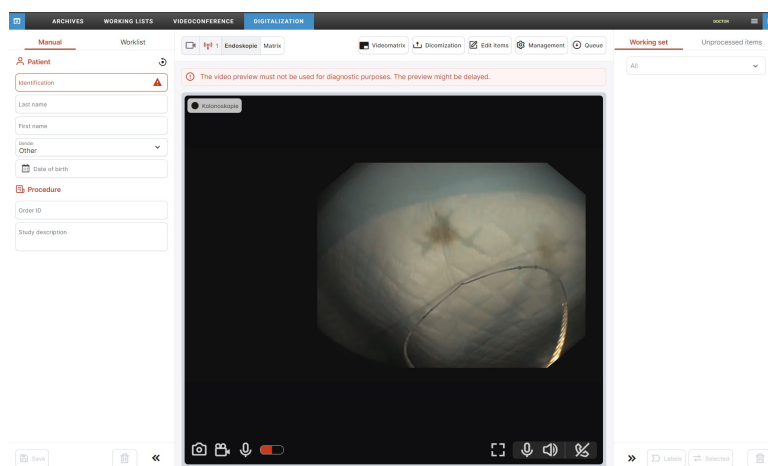 ARCHIVES WORKING LISTS VIDEOCONFERENCE DIGITALIZATION DOCTOR
Manual Worklist
1 Endoskopie Matrix
Videomatrix Dicomization Edit items Management Queue
Working set Unprocessed items
Patient
All
The video preview must not be used for diagnostic purposes. The preview might be delayed.
Identification
Last name
Kolonoskopie
First name
Gender
Other
Date of birth
Procedure
Order ID
Study description
Save
Labels Selected